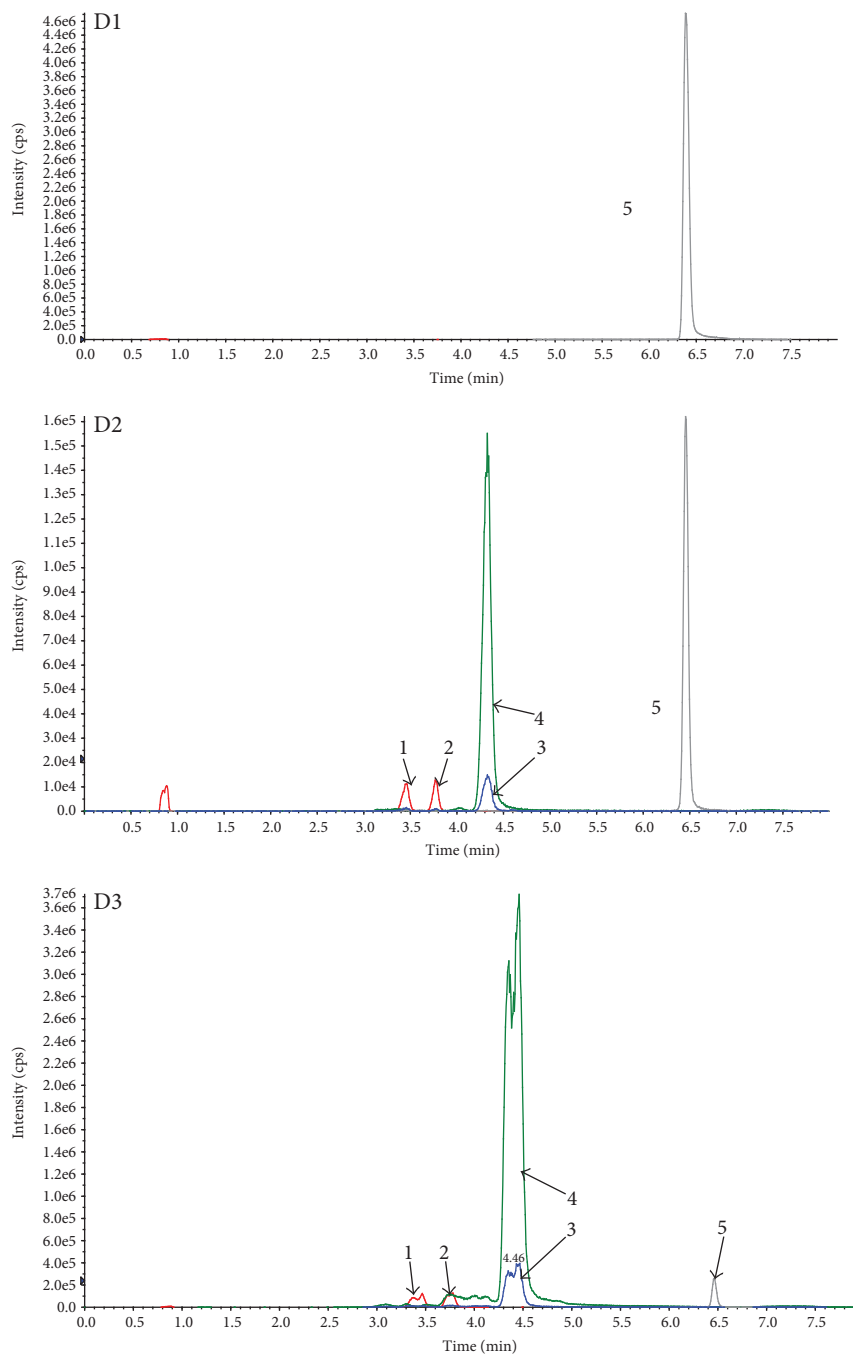 D1
4.6e6
4.4e6
4.2e6
4.0e6
3.8e6
3.6e6
3.4e6
3.2e6
3.0e6
2.8e6
2.6e6
2.4e6
2.2e6
2.0e6
1.8e6
1.6e6
1.4e6
1.2e6
1.0e6
8.0e5
6.0e5
4.0e5
2.0e5
0.0
Intensity (cps)
5
0.0 0.5 1.0 1.5 2.0 2.5 3.0 3.5 4.0 4.5 5.0 5.5 6.0 6.5 7.0 7.5
Time (min)
D2
1.6e5
1.5e5
1.4e5
1.3e5
1.2e5
1.1e5
1.0e5
9.0e4
8.0e4
7.0e4
6.0e4
5.0e4
4.0e4
3.0e4
2.0e4
1.0e4
0.0
Intensity (cps)
1 2 4 3 5
0.5 1.0 1.5 2.0 2.5 3.0 3.5 4.0 4.5 5.0 5.5 6.0 6.5 7.0 7.5
Time (min)
D3
3.7e6
3.6e6
3.4e6
3.2e6
3.0e6
2.8e6
2.6e6
2.4e6
2.2e6
2.0e6
1.8e6
1.6e6
1.4e6
1.2e6
1.0e6
8.0e5
6.0e5
4.0e5
2.0e5
0.0
Intensity (cps)
1 2 4.46 4 3 5
0.0 0.5 1.0 1.5 2.0 2.5 3.0 3.5 4.0 4.5 5.0 5.5 6.0 6.5 7.0 7.5
Time (min)